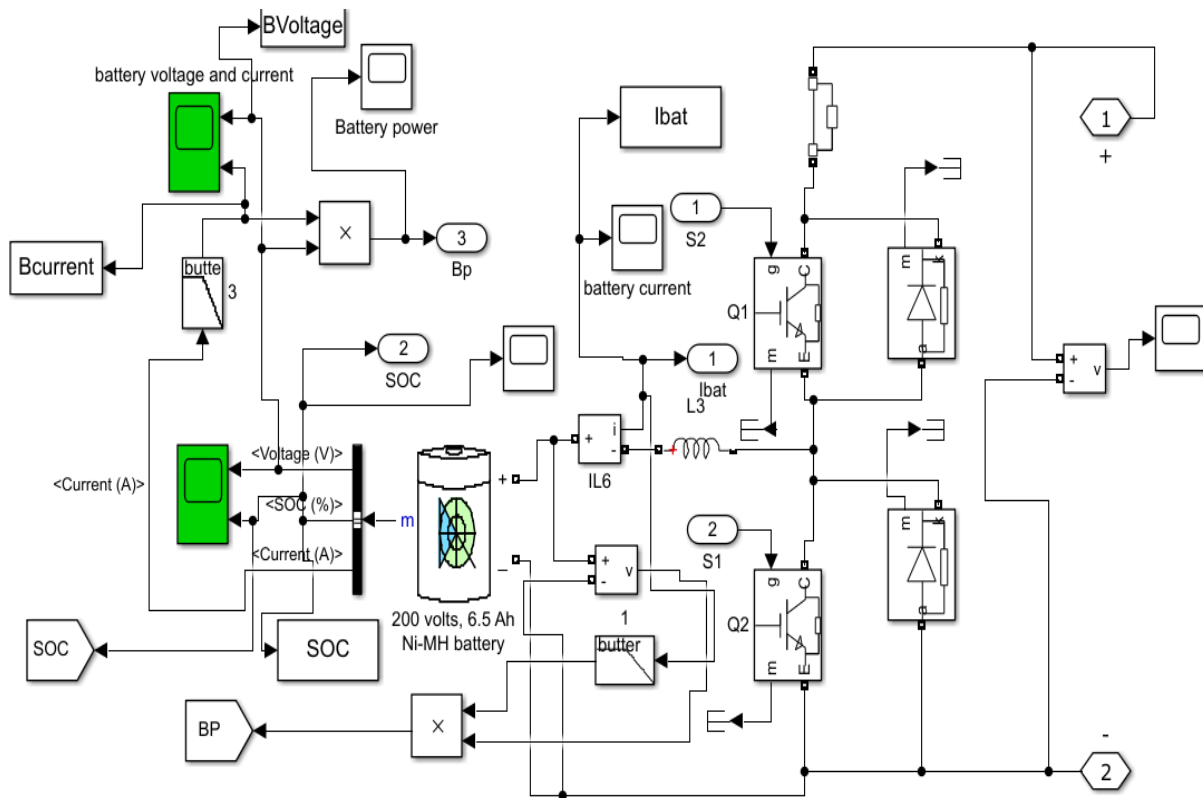 BVoltage
battery voltage and current
Battery power
Ibat
1
+
Bcurrent
butte
3
×
3
Bp
1
S2
battery current
g
C
Q1
m
E
m
k
a
+
-
v
2
SOC
1
Ibat
L3
<Voltage (V)>
<Current (A)>
<SOC (%)>
<Current (A)>
m
+
–
+
i
-
IL6
+
2
S1
+
-
v
1
g
C
Q2
m
E
m
k
a
200 volts, 6.5 Ah
Ni-MH battery
butter
SOC
SOC
BP
×
-
2